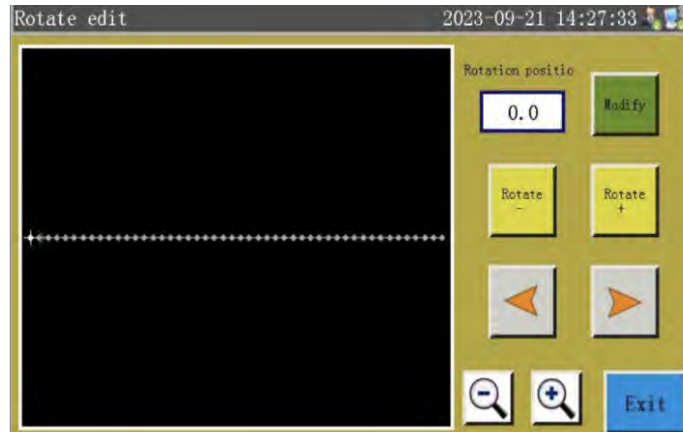 Rotate edit
2023-09-21 14:27:33
Rotation positio
0.0
Modify
Rotate
-
Rotate
+
Exit